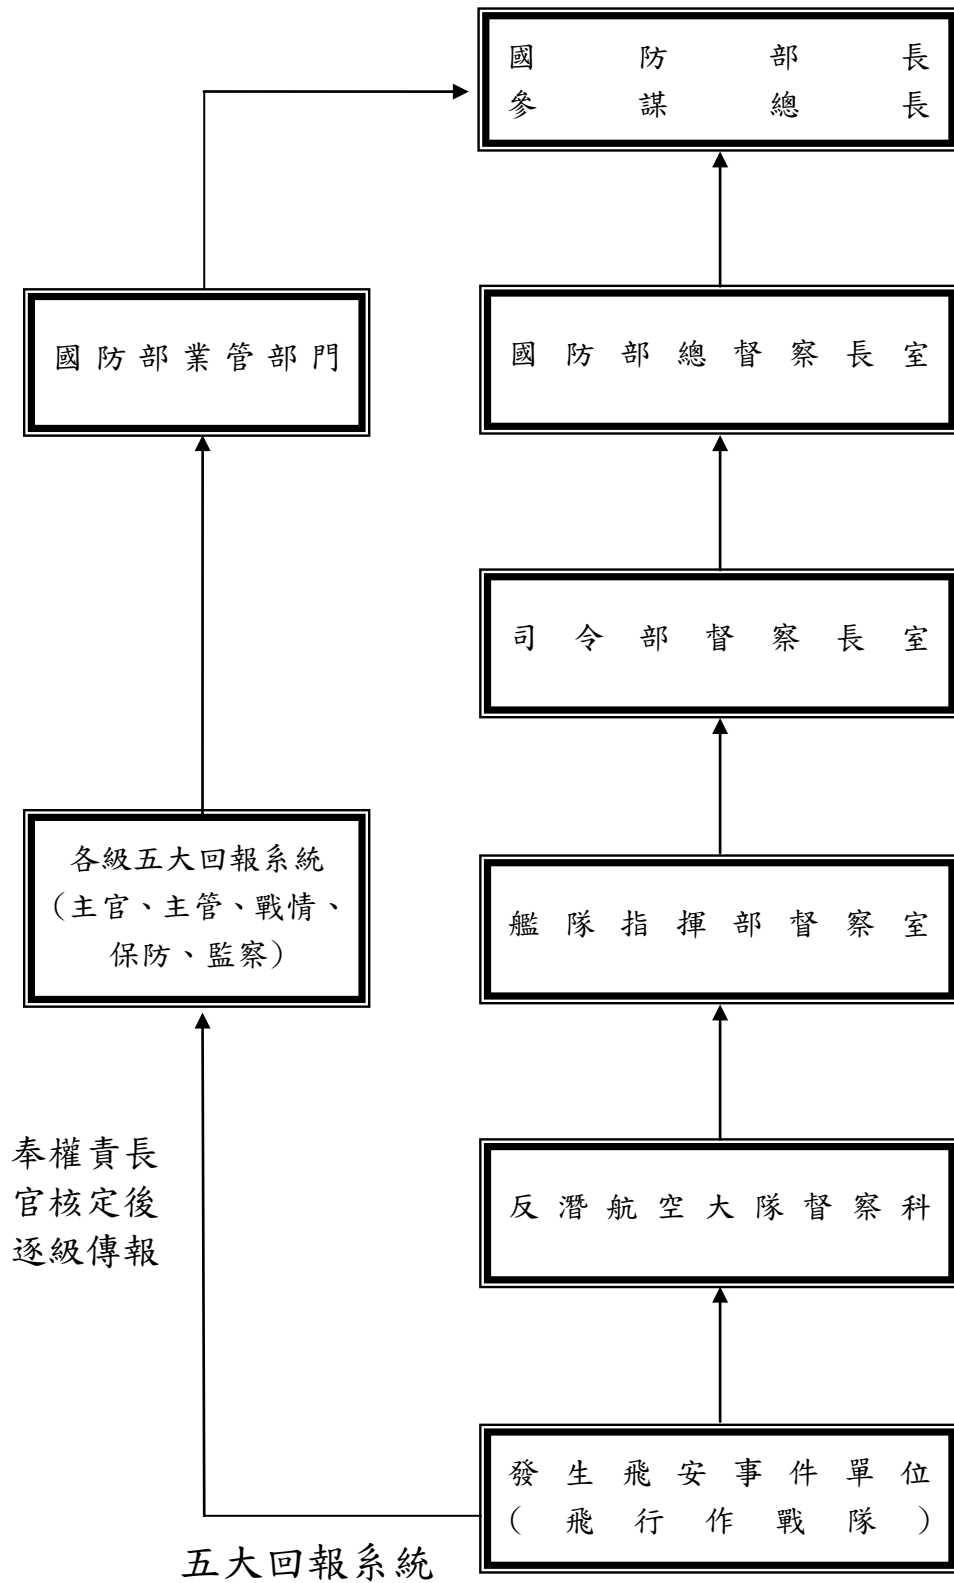 國防部長
參謀總長
國防部業管部門
國防部總督察長室
司令部督察長室
各級五大回報系統
（主官、主管、戰情、
保防、監察）
艦隊指揮部督察室
奉權責長
官核定後
逐級傳報
反潛航空大隊督察科
發生飛安事件單位
（飛行作戰隊）
五大回報系統